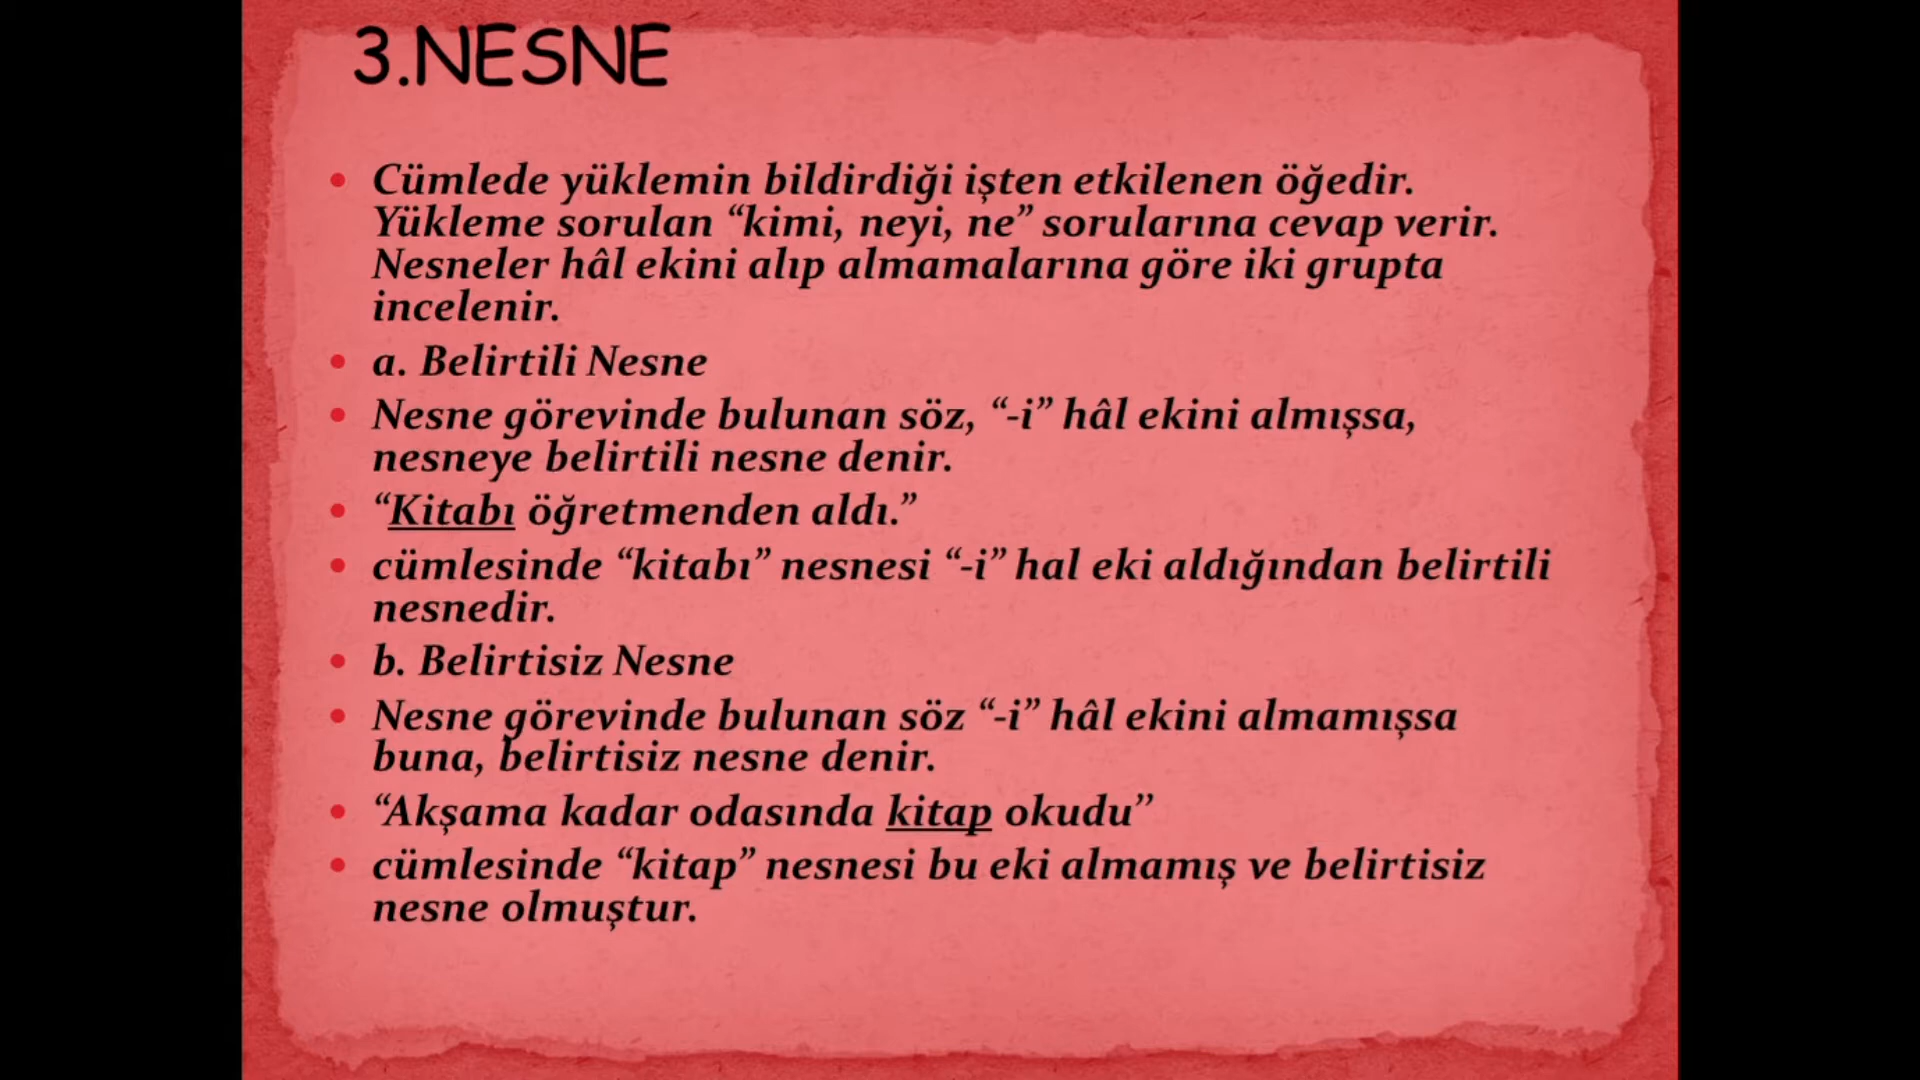 3.NESNE
• Cümlede yüklemin bildirdiği işten etkilenen öğedir.
Yükleme sorulan “kimi, neyi, ne” sorularına cevap verir.
Nesneler hâl ekini alıp almamalarına göre iki grupta
incelenir.
• a. Belirtili Nesne
• Nesne görevinde bulunan söz, “-i” hâl ekini almışsa,
nesneye belirtili nesne denir.
• “Kitabı öğretmenden aldı.”
• cümlesinde “kitabı” nesnesi “-i” hal eki aldığından belirtili
nesnedir.
• b. Belirtisiz Nesne
• Nesne görevinde bulunan söz “-i” hâl ekini almamışsa
buna, belirtisiz nesne denir.
• “Akşama kadar odasında kitap okudu’’
• cümlesinde “kitap” nesnesi bu eki almamış ve belirtisiz
nesne olmuştur.